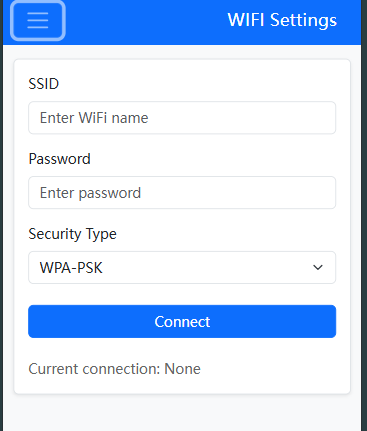 WIFI Settings
SSID
Enter WiFi name
Password
Enter password
Security Type
WPA-PSK
Connect
Current connection: None